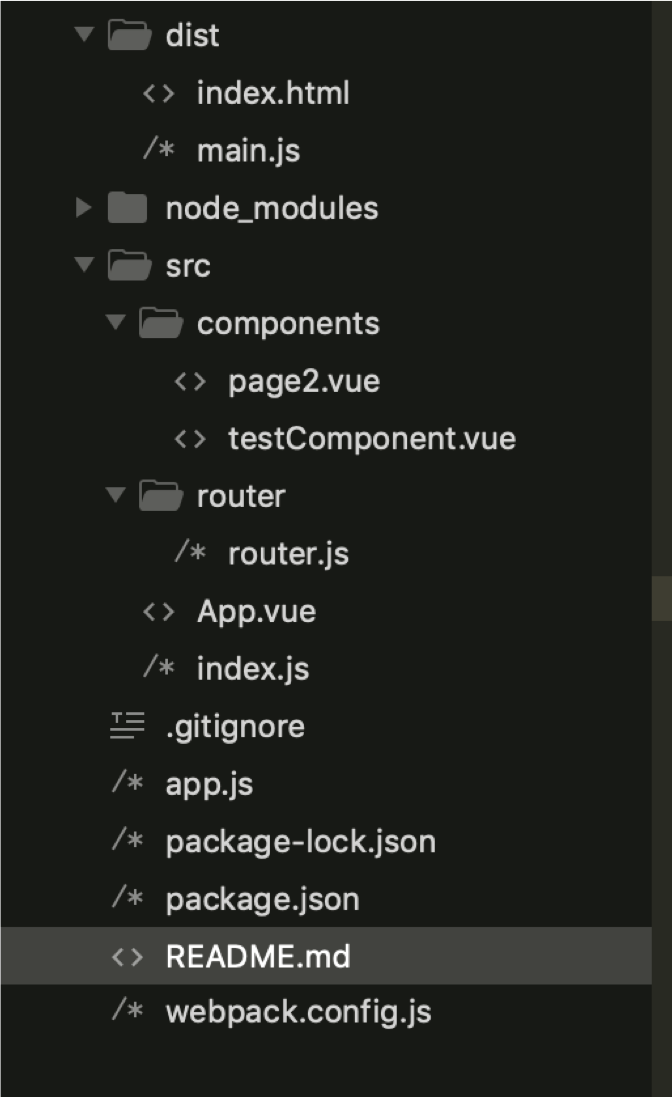 dist
index.html
main.js
node_modules
src
components
page2.vue
testComponent.vue
router
router.js
App.vue
index.js
.gitignore
app.js
package-lock.json
package.json
README.md
webpack.config.js